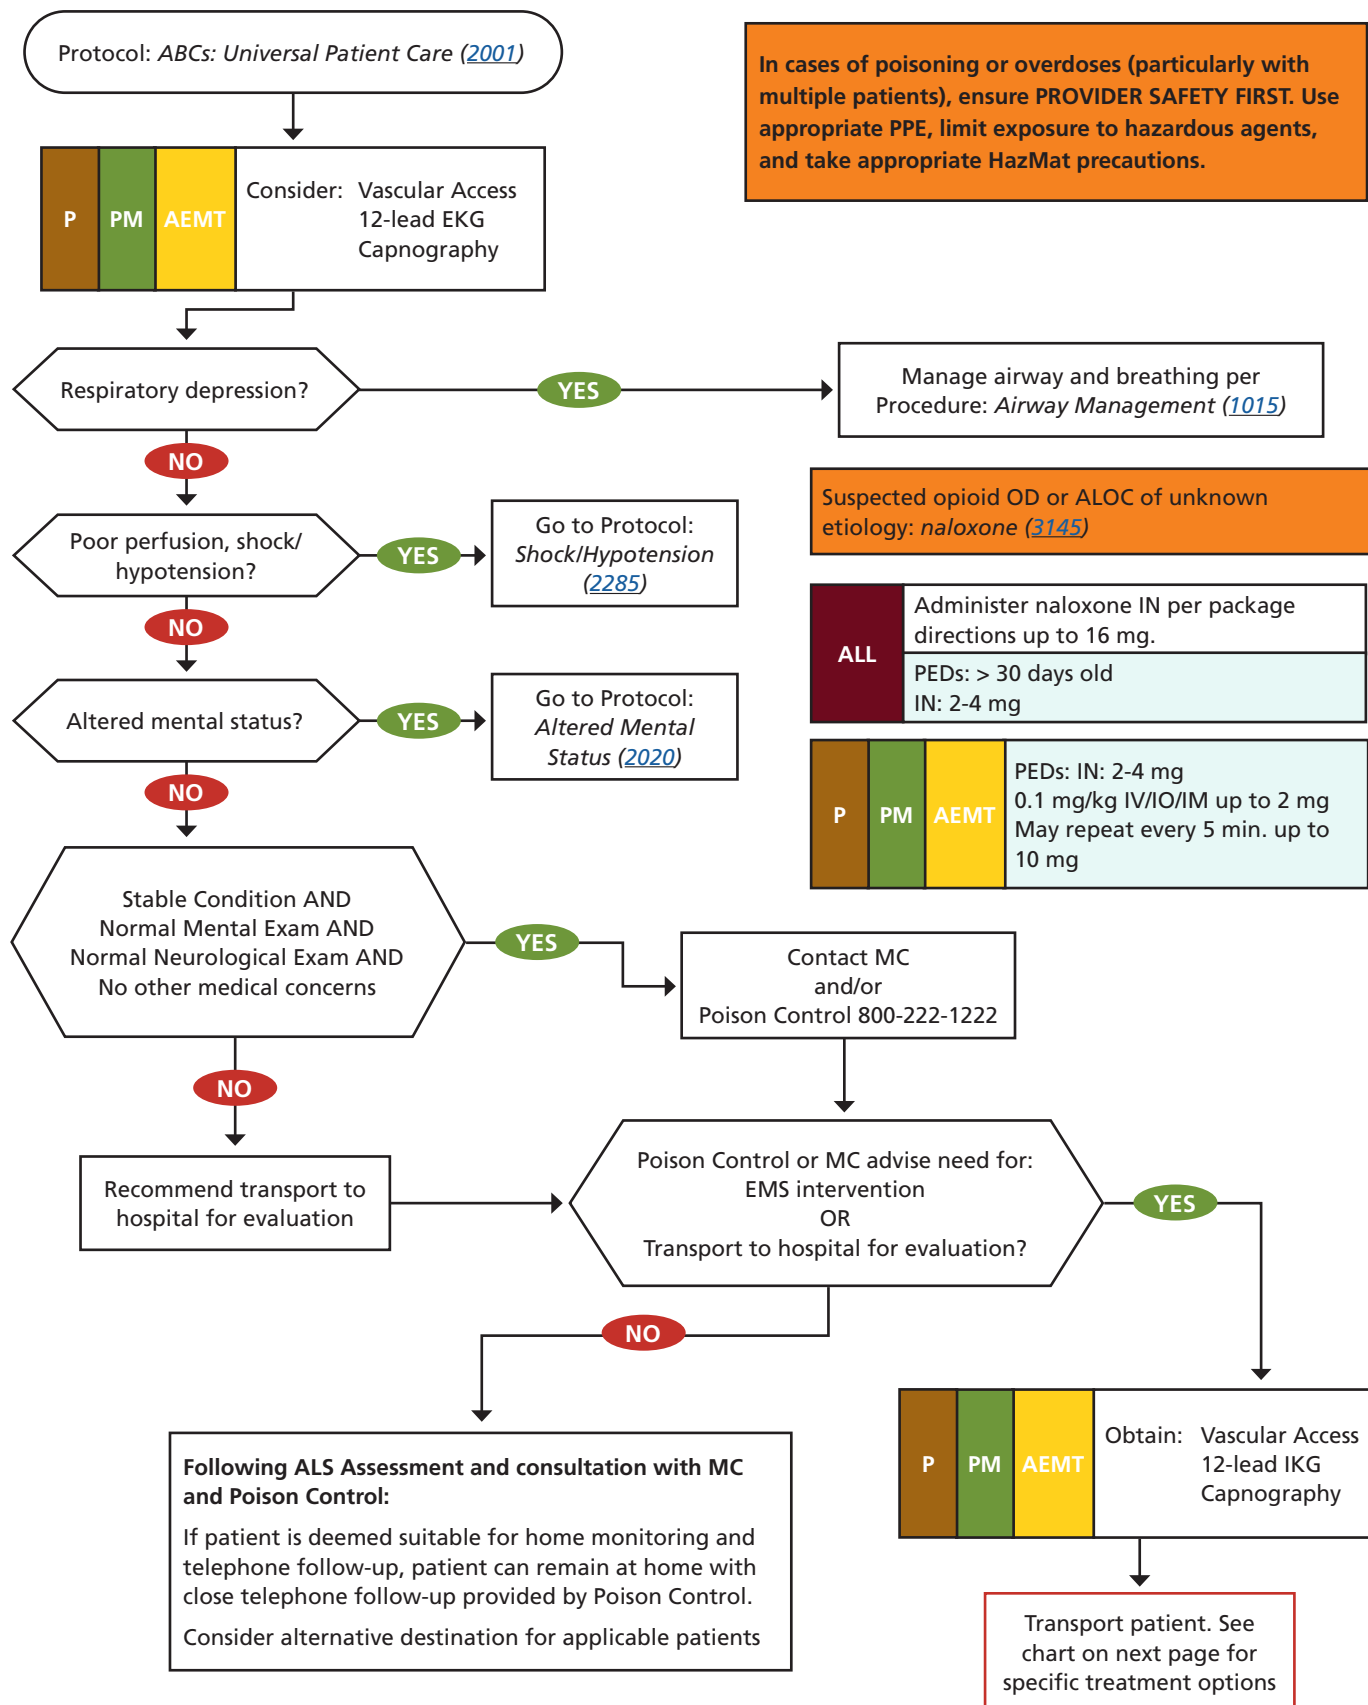 Protocol: ABCs: Universal Patient Care (2001)
In cases of poisoning or overdoses (particularly with
multiple patients), ensure PROVIDER SAFETY FIRST. Use
appropriate PPE, limit exposure to hazardous agents,
and take appropriate HazMat precautions.
P PM AEMT
Consider: Vascular Access
12-lead EKG
Capnography
Respiratory depression?
YES
Manage airway and breathing per
Procedure: Airway Management (1015)
NO
Suspected opioid OD or ALOC of unknown
etiology: naloxone (3145)
Poor perfusion, shock/
hypotension?
YES
Go to Protocol:
Shock/Hypotension
(2285)
NO
ALL
Administer naloxone IN per package
directions up to 16 mg.
PEDs: > 30 days old
IN: 2-4 mg
Altered mental status?
YES
Go to Protocol:
Altered Mental
Status (2020)
NO
P PM AEMT
PEDs: IN: 2-4 mg
0.1 mg/kg IV/IO/IM up to 2 mg
May repeat every 5 min. up to
10 mg
Stable Condition AND
Normal Mental Exam AND
Normal Neurological Exam AND
No other medical concerns
YES
Contact MC
and/or
Poison Control 800-222-1222
NO
Recommend transport to
hospital for evaluation
Poison Control or MC advise need for:
EMS intervention
OR
Transport to hospital for evaluation?
YES
NO
Following ALS Assessment and consultation with MC
and Poison Control:
If patient is deemed suitable for home monitoring and
telephone follow-up, patient can remain at home with
close telephone follow-up provided by Poison Control.
Consider alternative destination for applicable patients
P PM AEMT
Obtain: Vascular Access
12-lead IKG
Capnography
Transport patient. See
chart on next page for
specific treatment options